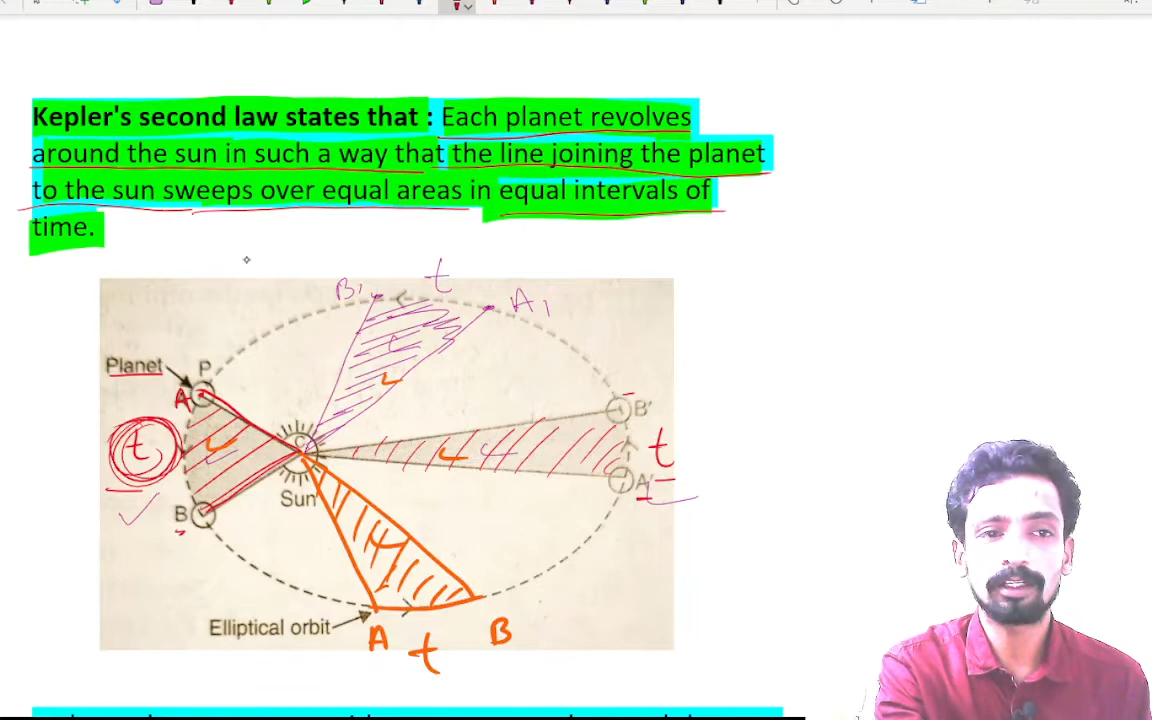 Kepler's second law states that : Each planet revolves
around the sun in such a way that the line joining the planet
to the sun sweeps over equal areas in equal intervals of
time.
B1 t A1
Planet P
A
C
B'
t
t
A'
Sun
B
Elliptical orbit
A t B